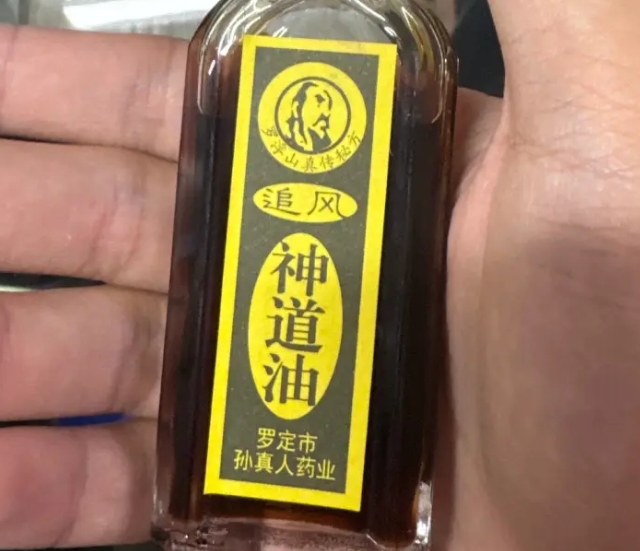 罗浮山真传秘方
追风
神道油
罗定市
孙真人药业